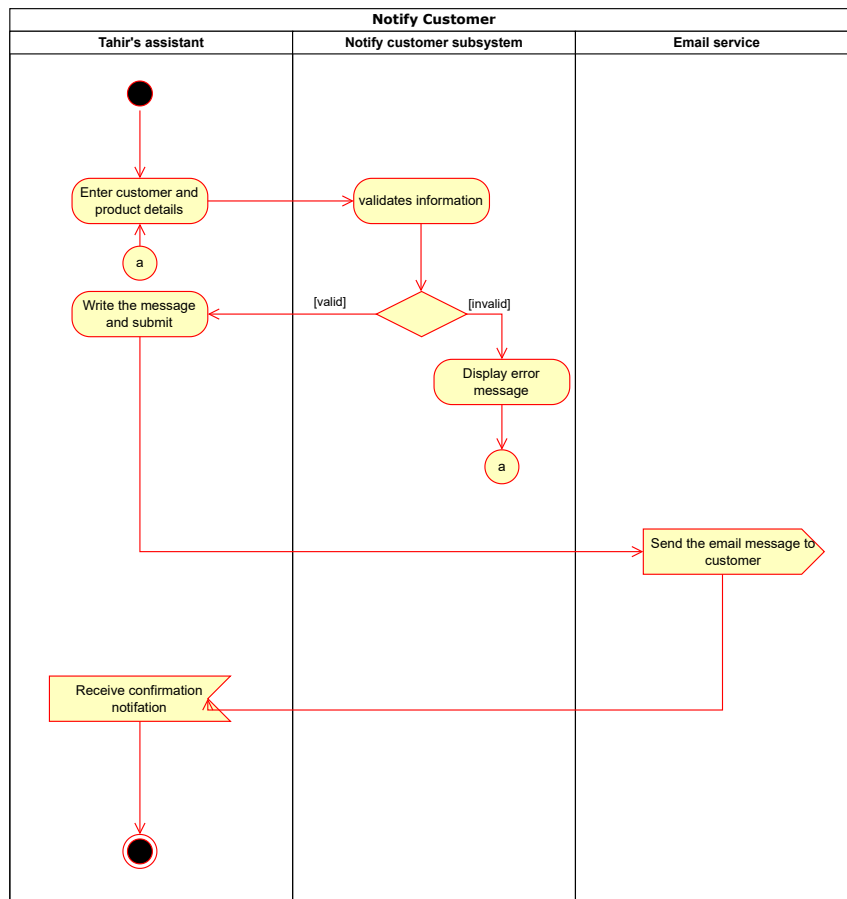 Notify Customer
Tahir's assistant
Notify customer subsystem
Email service
Enter customer and
product details
validates information
a
Write the message
and submit
[valid]
[invalid]
Display error
message
a
Send the email message to
customer
Receive confirmation
notifation